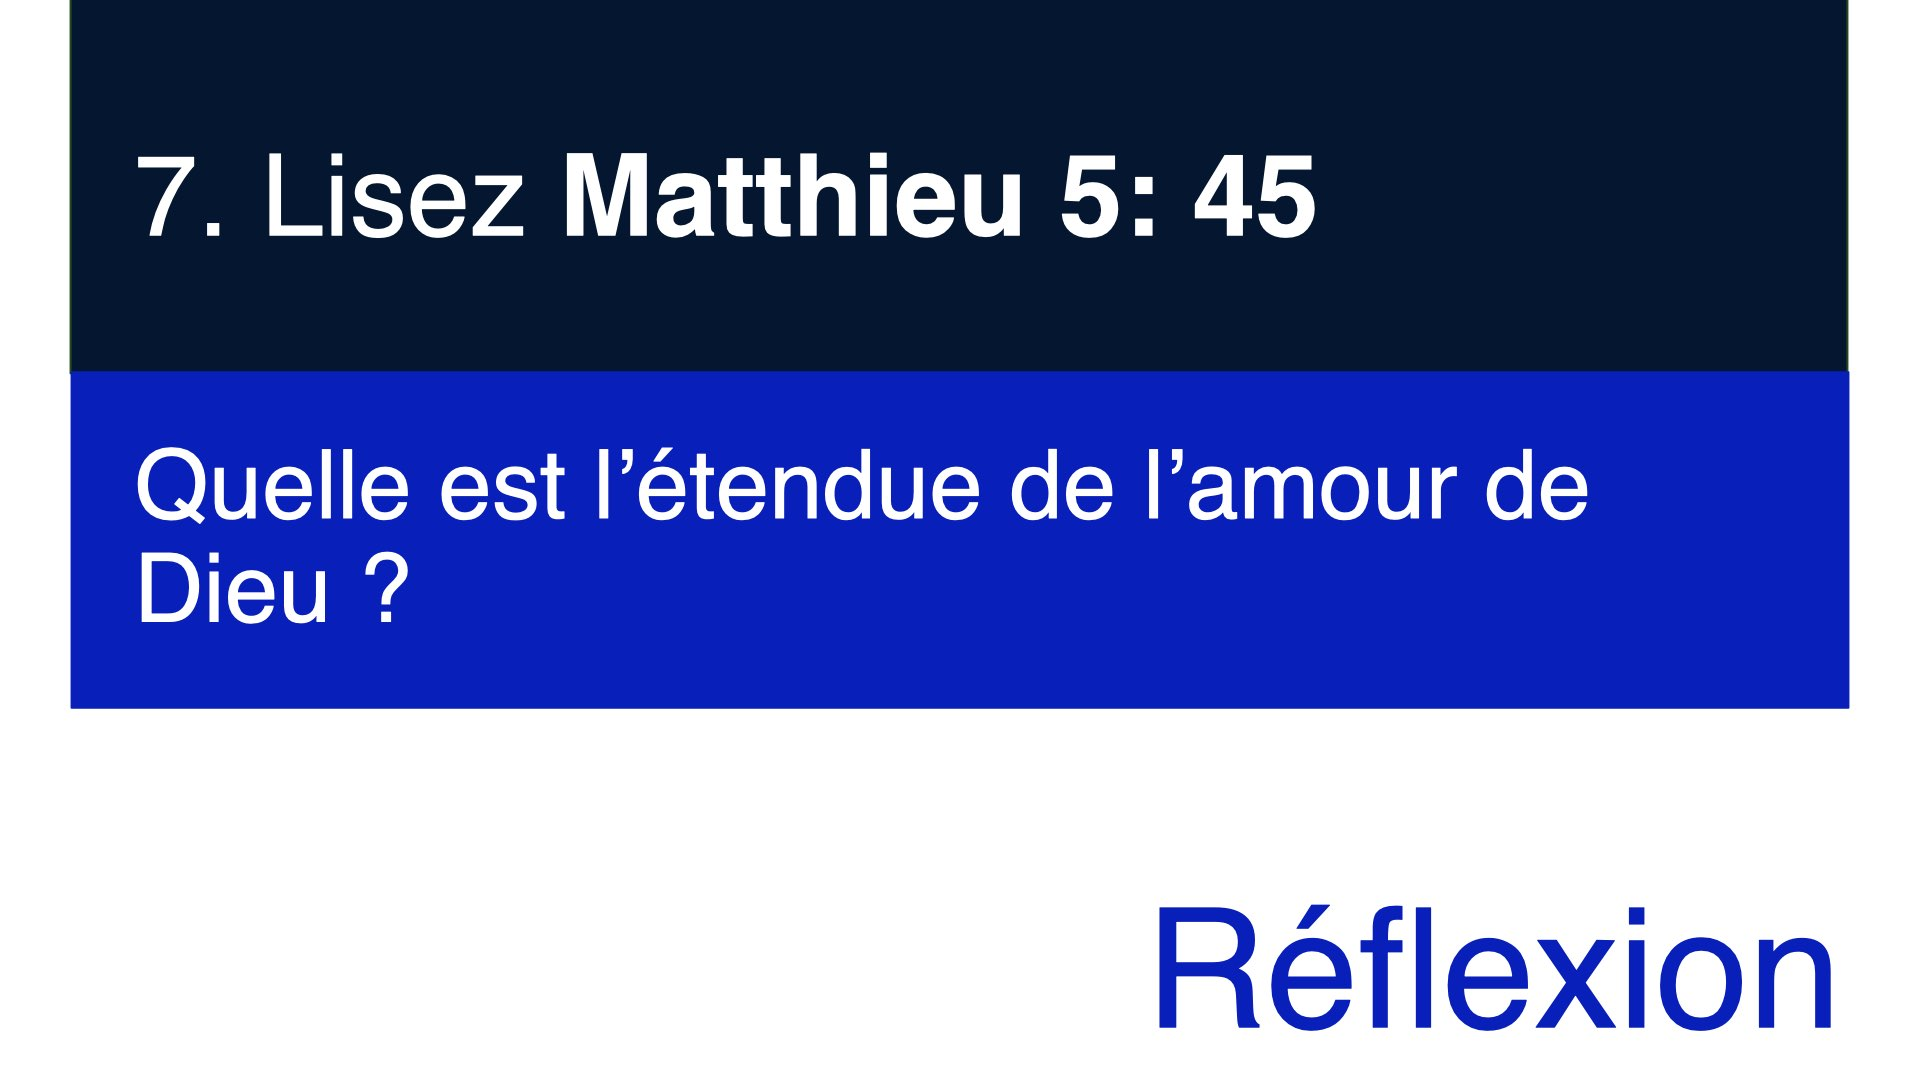 7. Lisez Matthieu 5: 45
Quelle est l’étendue de l’amour de
Dieu ?
Réflexion